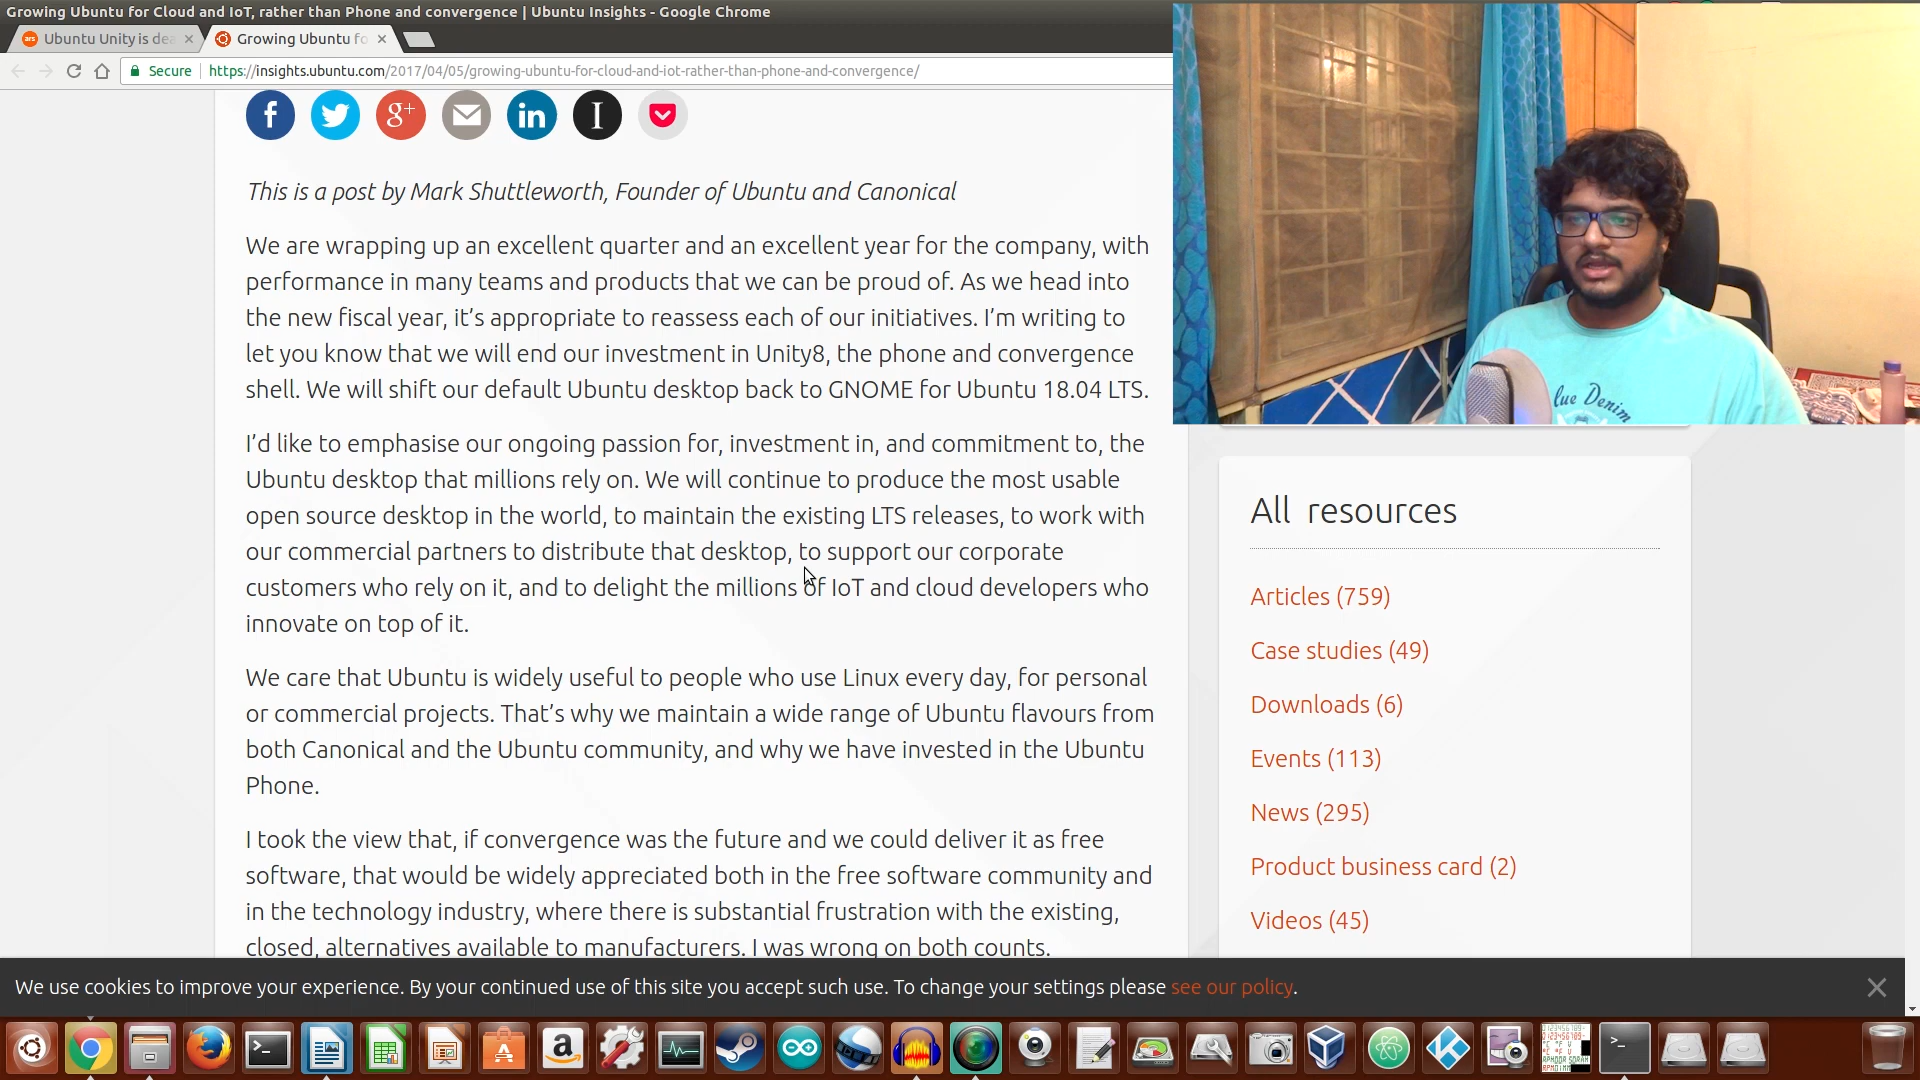 Growing Ubuntu for Cloud and IoT, rather than Phone and convergence | Ubuntu Insights - Google Chrome
ars Ubuntu Unity is dea
Growing Ubuntu fo
Secure https://insights.ubuntu.com/2017/04/05/growing-ubuntu-for-cloud-and-iot-rather-than-phone-and-convergence/
f g+ in I
This is a post by Mark Shuttleworth, Founder of Ubuntu and Canonical
We are wrapping up an excellent quarter and an excellent year for the company, with
performance in many teams and products that we can be proud of. As we head into
the new fiscal year, it’s appropriate to reassess each of our initiatives. I’m writing to
let you know that we will end our investment in Unity8, the phone and convergence
shell. We will shift our default Ubuntu desktop back to GNOME for Ubuntu 18.04 LTS.
I’d like to emphasise our ongoing passion for, investment in, and commitment to, the
Ubuntu desktop that millions rely on. We will continue to produce the most usable
open source desktop in the world, to maintain the existing LTS releases, to work with
our commercial partners to distribute that desktop, to support our corporate
customers who rely on it, and to delight the millions of IoT and cloud developers who
innovate on top of it.
We care that Ubuntu is widely useful to people who use Linux every day, for personal
or commercial projects. That’s why we maintain a wide range of Ubuntu flavours from
both Canonical and the Ubuntu community, and why we have invested in the Ubuntu
Phone.
I took the view that, if convergence was the future and we could deliver it as free
software, that would be widely appreciated both in the free software community and
in the technology industry, where there is substantial frustration with the existing,
closed, alternatives available to manufacturers. I was wrong on both counts.
lue Denim
All resources
Articles (759)
Case studies (49)
Downloads (6)
Events (113)
News (295)
Product business card (2)
Videos (45)
We use cookies to improve your experience. By your continued use of this site you accept such use. To change your settings please see our policy.